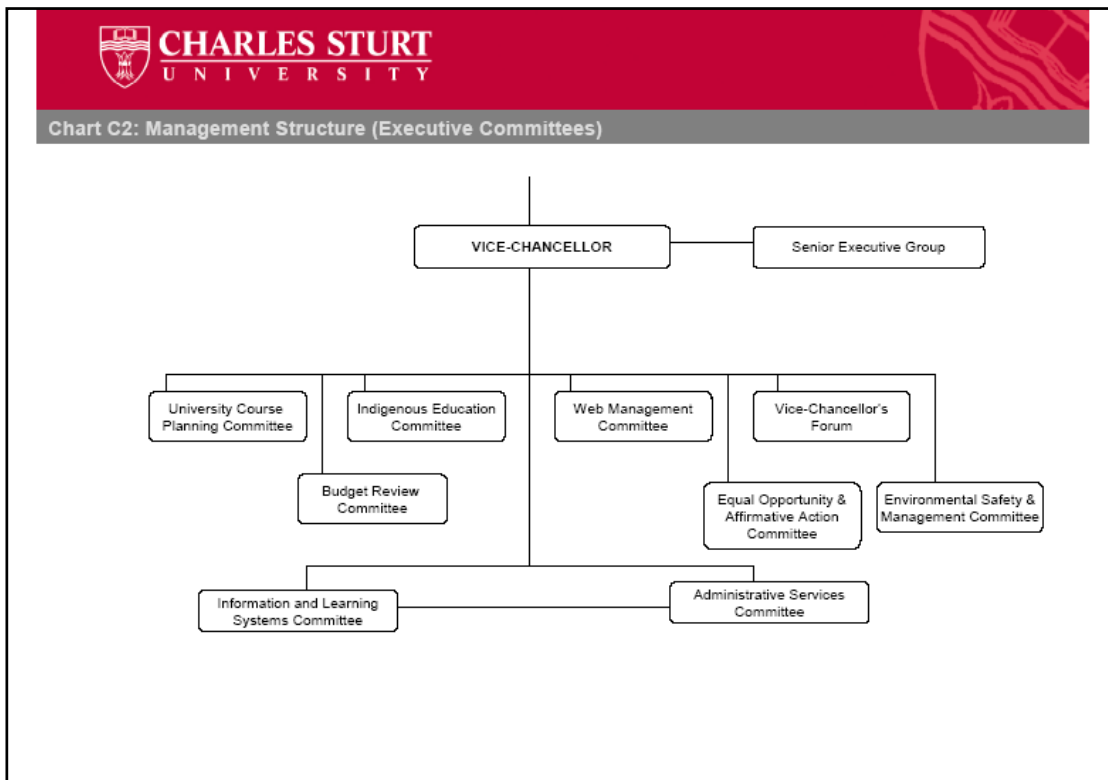 CHARLES STURT
UNIVERSITY
Chart C2: Management Structure (Executive Committees)
VICE-CHANCELLOR
Senior Executive Group
University Course
Planning Committee
Indigenous Education
Committee
Web Management
Committee
Vice-Chancellor's
Forum
Budget Review
Committee
Equal Opportunity &
Affirmative Action
Committee
Environmental Safety &
Management Committee
Information and Learning
Systems Committee
Administrative Services
Committee